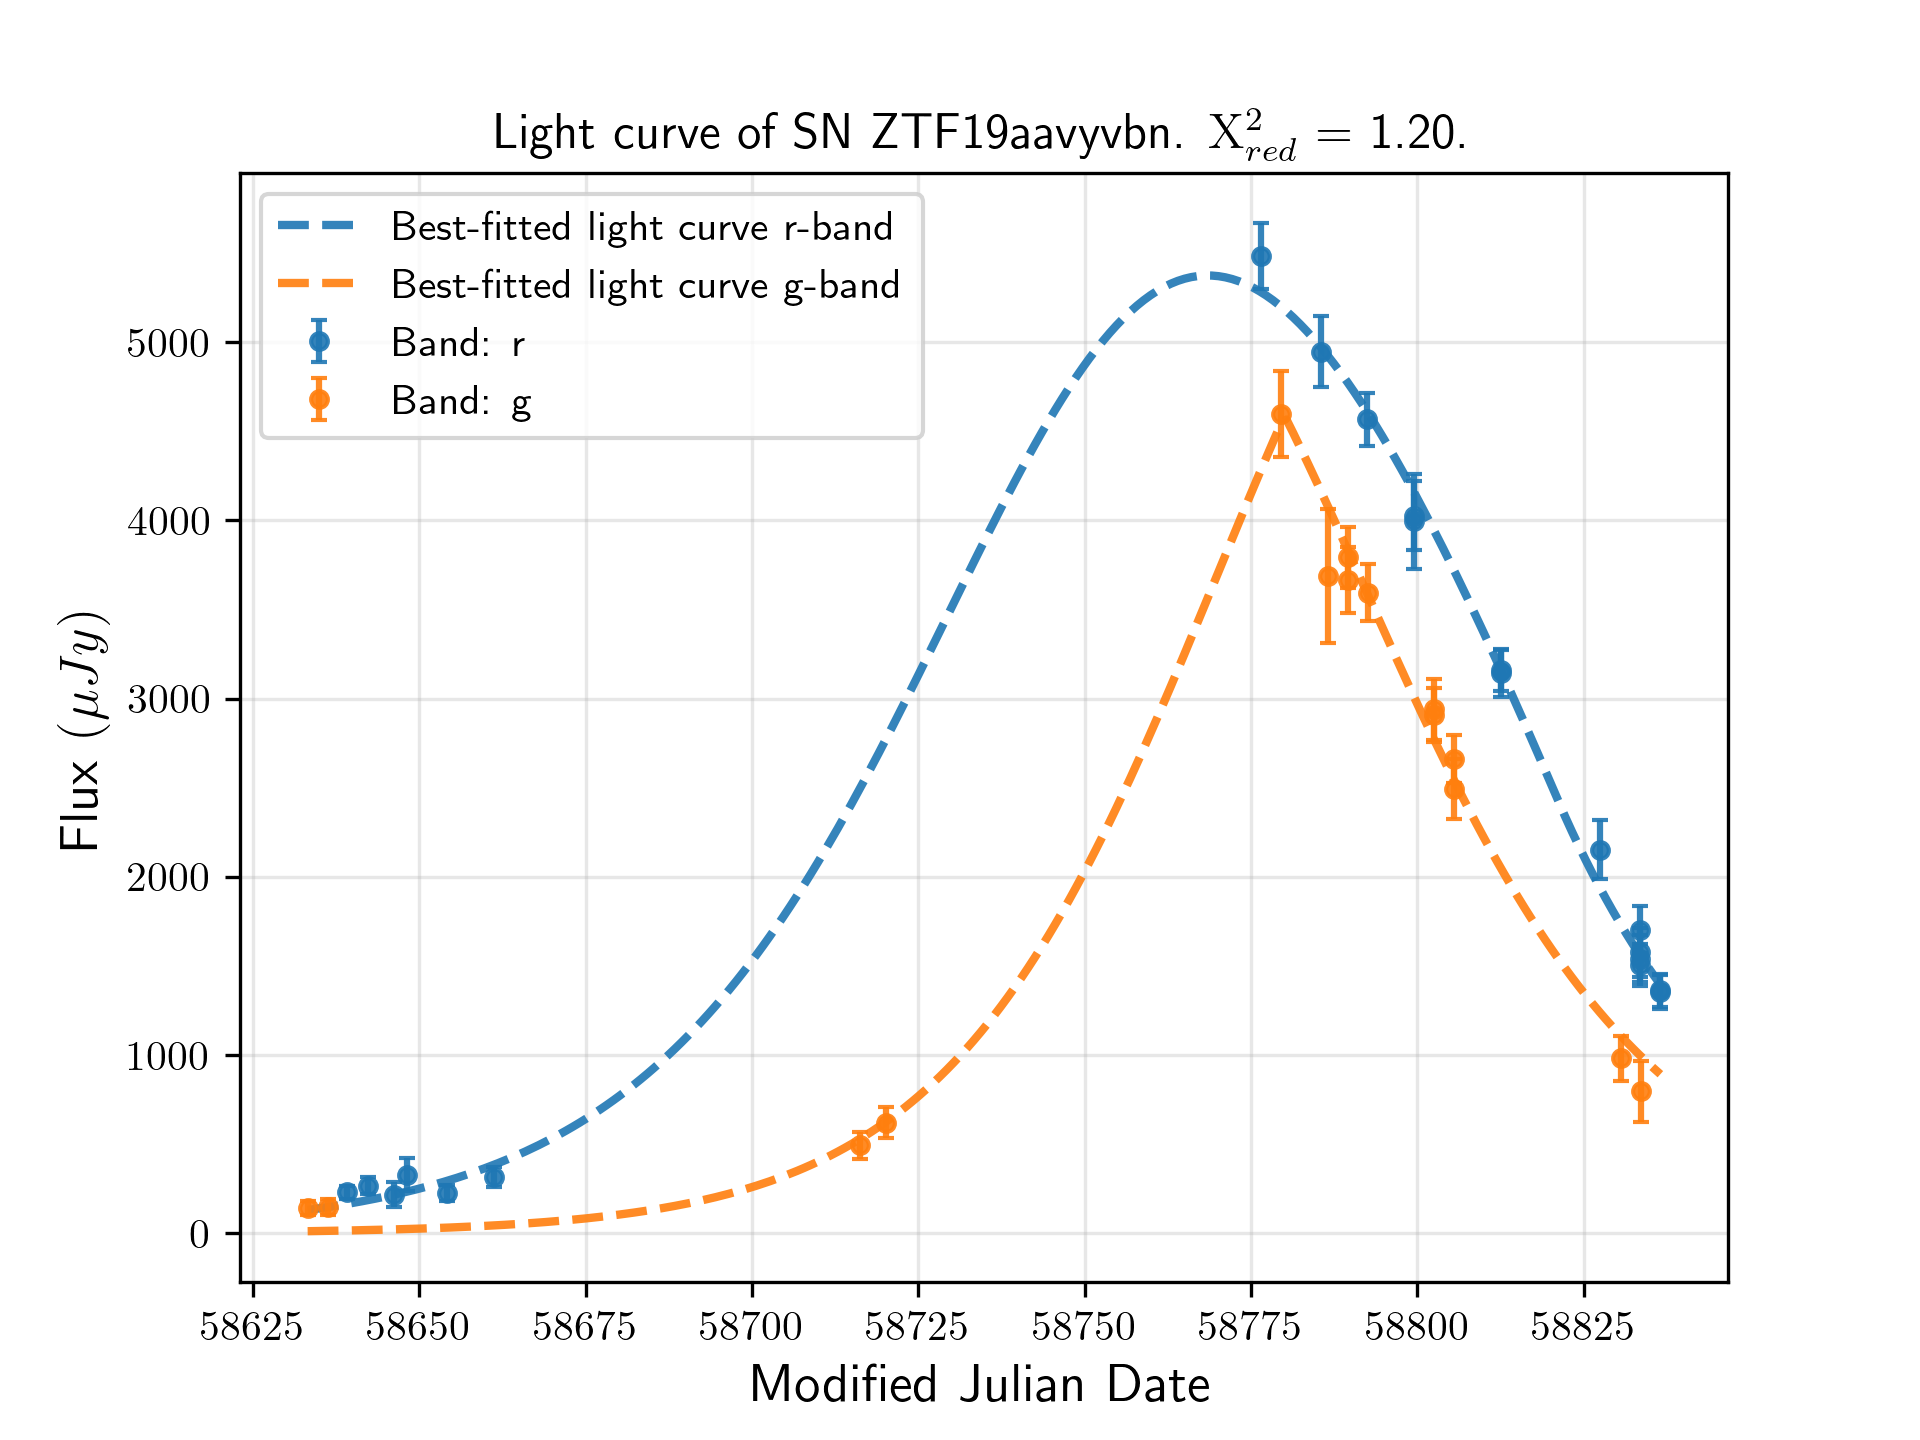 Light curve of SN ZTF19aavyvbn. X²red = 1.20.
Best-fitted light curve r-band
Best-fitted light curve g-band
Band: r
Band: g
Flux (μJy)
5000
4000
3000
2000
1000
0
58625 58650 58675 58700 58725 58750 58775 58800 58825
Modified Julian Date